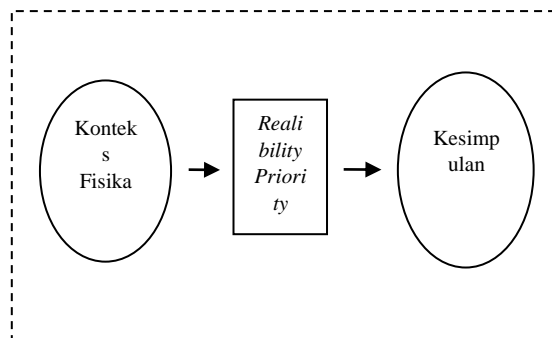 Kontek
s
Fisika
Reali
bility
Priori
ty
Kesimp
ulan